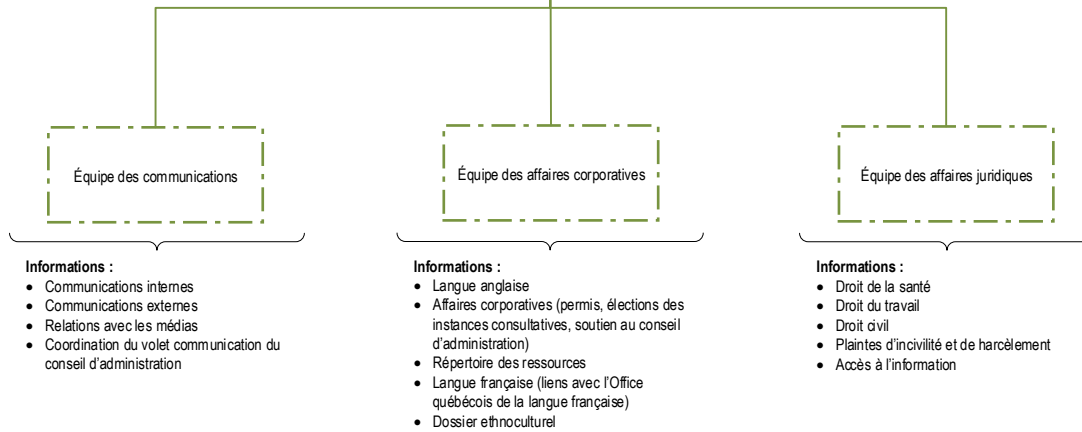 Équipe des communications
Équipe des affaires corporatives
Équipe des affaires juridiques
Informations :
• Communications internes
• Communications externes
• Relations avec les médias
• Coordination du volet communication du
conseil d'administration
Informations :
• Langue anglaise
• Affaires corporatives (permis, élections des
instances consultatives, soutien au conseil
d'administration)
• Répertoire des ressources
• Langue française (liens avec l'Office
québécois de la langue française)
• Dossier ethnoculturel
Informations :
• Droit de la santé
• Droit du travail
• Droit civil
• Plaintes d'incivilité et de harcèlement
• Accès à l'information